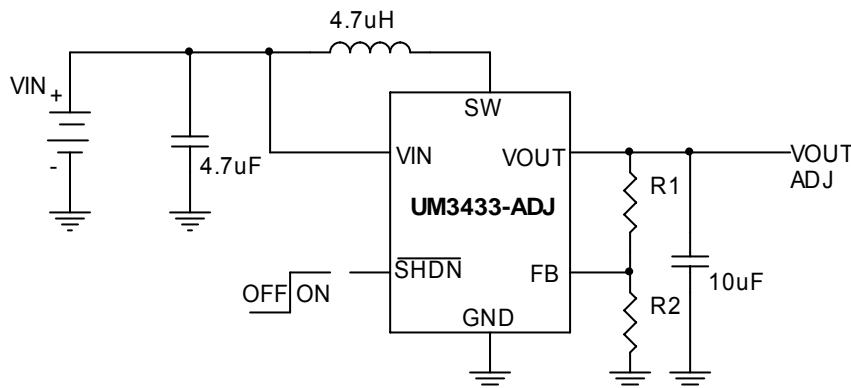 4.7uH
VIN
+
-
4.7uF
SW
VIN
VOUT
UM3433-ADJ
SHDN
FB
GND
OFF
ON
R1
R2
10uF
VOUT
ADJ